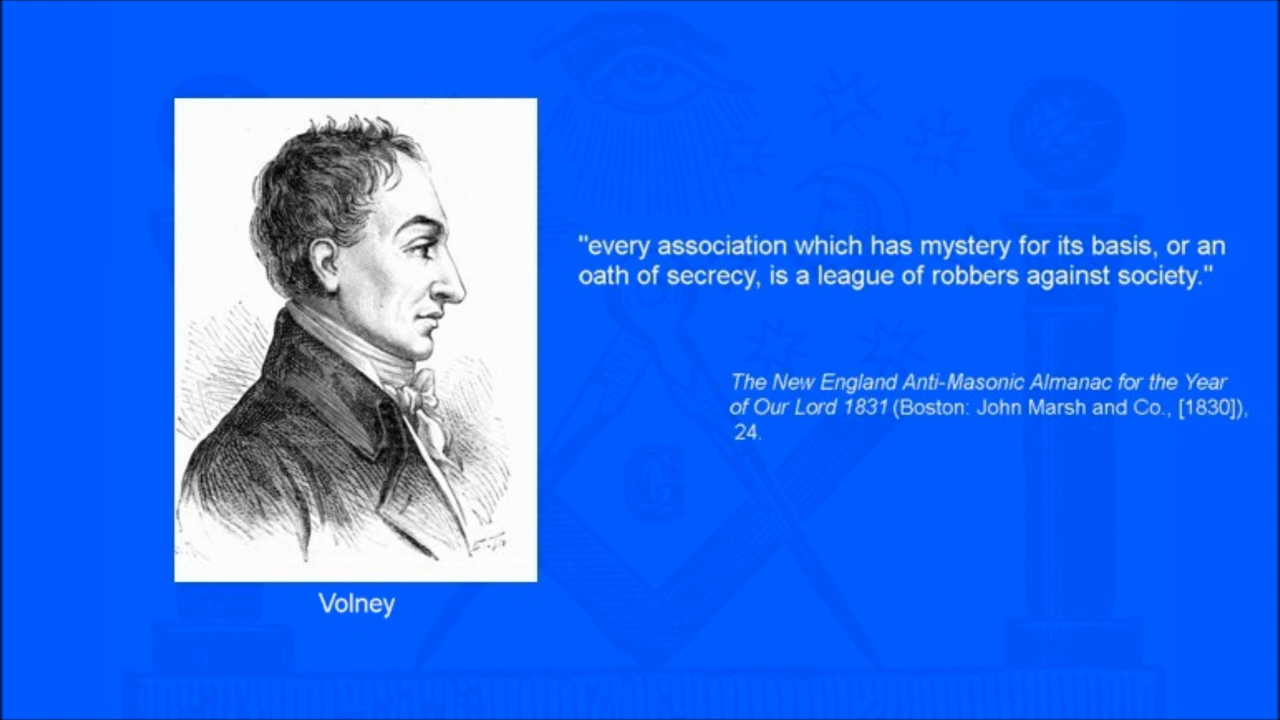 "every association which has mystery for its basis, or an
oath of secrecy, is a league of robbers against society."
The New England Anti-Masonic Almanac for the Year
of Our Lord 1831 (Boston: John Marsh and Co., [1830]),
24.
Volney
G